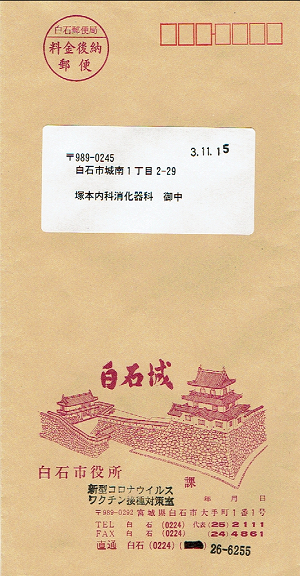 白石郵便局
料金後納
郵便
〒989-0245
3.11.15
白石市城南1丁目2-29
塚本内科消化器科 御中
白石城
白石市役所 課
新型コロナウイルス
ワクチン接種対策室
年 月 日
〒989-0292 宮城県白石市大手町1番1号
TEL 白石 (0224) 代表(25)2111
FAX 白石 (0224) (24)4861
直通 白石(0224) ( 26-6255